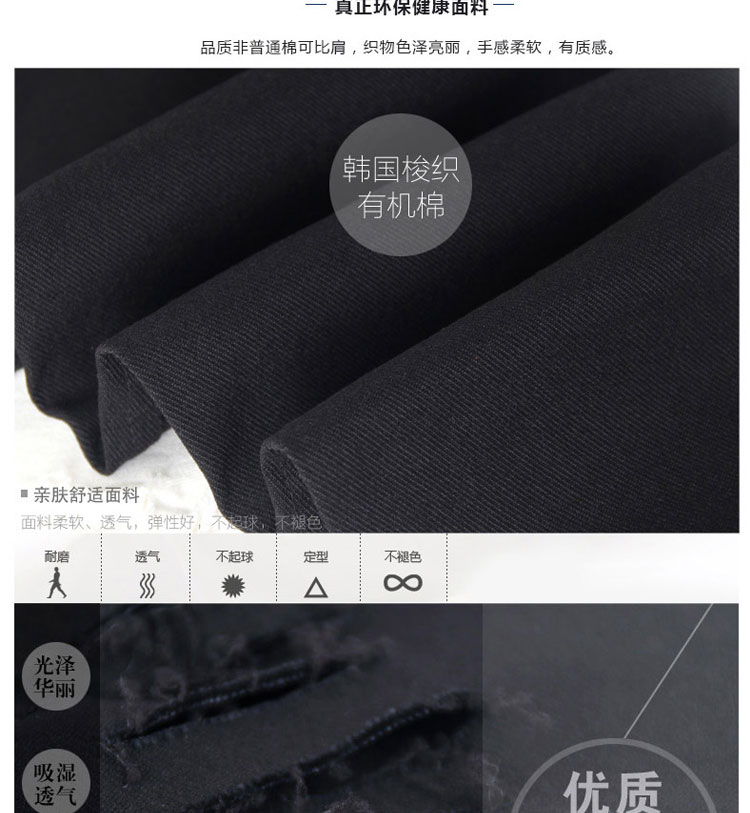 真正环保健康面料
品质非普通棉可比肩，织物色泽亮丽，手感柔软，有质感。
韩国梭织
有机棉
亲肤舒适面料
面料柔软、透气，弹性好，不起球，不褪色
耐磨
透气
不起球
定型
不褪色
光泽
华丽
吸湿
透气
优质